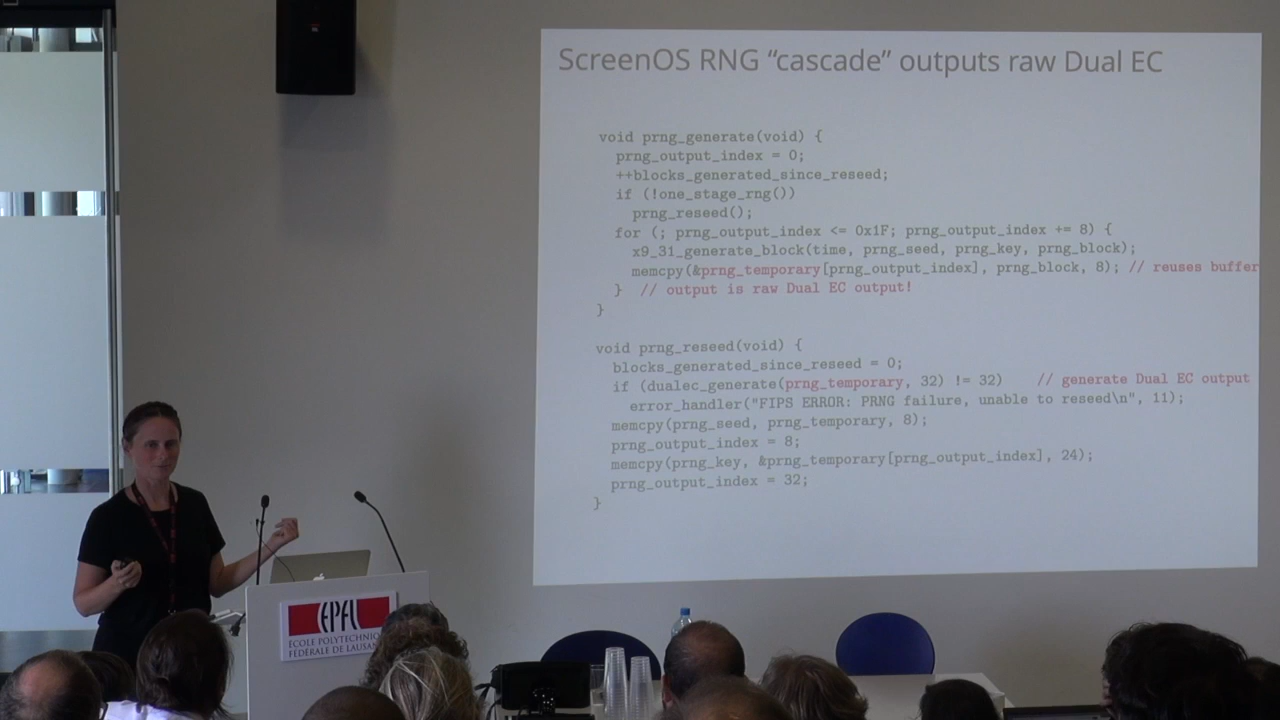 ScreenOS RNG “cascade” outputs raw Dual EC
void prng_generate(void) {
prng_output_index = 0;
++blocks_generated_since_reseed;
if (!one_stage_rng())
prng_reseed();
for (; prng_output_index <= 0x1F; prng_output_index += 8) {
x9_31_generate_block(time, prng_seed, prng_key, prng_block);
memcpy(&prng_temporary[prng_output_index], prng_block, 8); // reuses buffer
} // output is raw Dual EC output!
}
void prng_reseed(void) {
blocks_generated_since_reseed = 0;
if (dualec_generate(prng_temporary, 32) != 32) // generate Dual EC output
error_handler("FIPS ERROR: PRNG failure, unable to reseed\n", 11);
memcpy(prng_seed, prng_temporary, 8);
prng_output_index = 8;
memcpy(prng_key, &prng_temporary[prng_output_index], 24);
prng_output_index = 32;
}
EPFL
ÉCOLE POLYTECHNIQ
FÉDÉRALE DE LAUSA